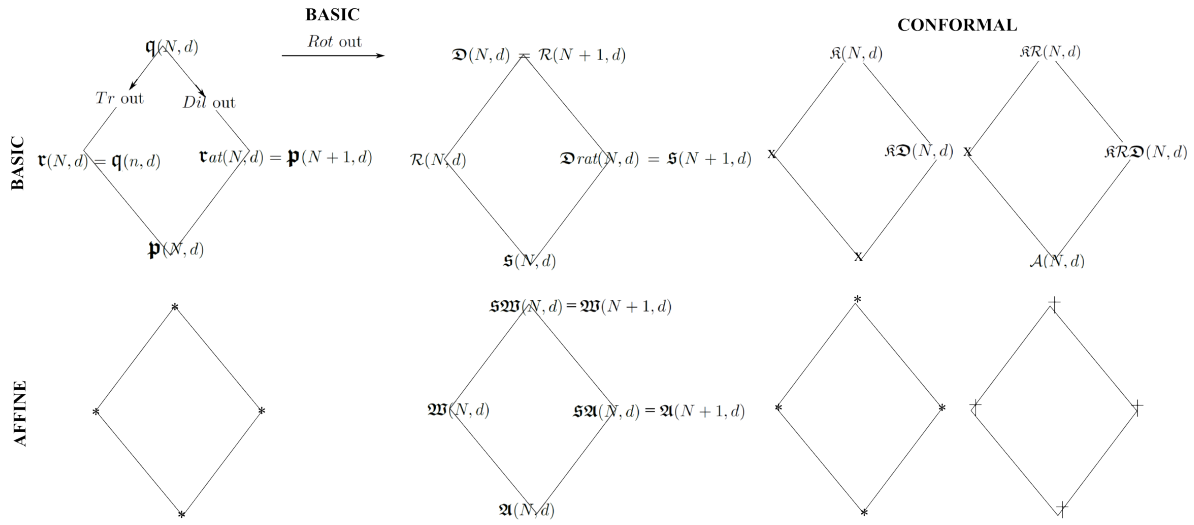 BASIC
CONFORMAL
𝖖(N, d)
Rot out
𝕯(N, d) = 𝓡(N + 1, d)
𝕶(N, d)
𝕶𝓡(N, d)
Tr out
Dil out
BASIC
𝖗(N, d) = 𝖖(n, d)
𝖗at(N, d) = 𝖕(N + 1, d)
𝓡(N, d)
𝕯rat(N, d) = 𝖘(N + 1, d)
x
𝕶𝕯(N, d)
x
𝕶𝓡𝕯(N, d)
𝖕(N, d)
𝖘(N, d)
x
𝓐(N, d)
AFFINE
*
𝖘𝖂(N, d) = 𝖂(N + 1, d)
*
+
*
*
𝖂(N, d)
𝖘𝕬(N, d) = 𝕬(N + 1, d)
*
*
+
+
*
𝕬(N, d)
*
+